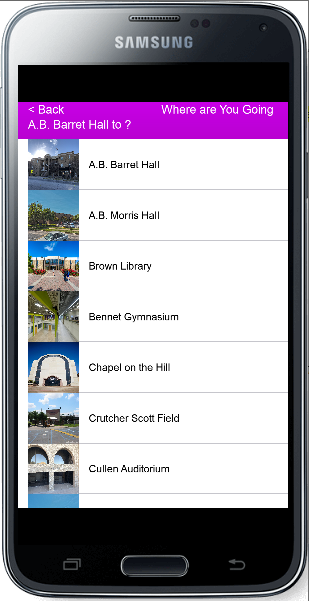 SAMSUNG
< Back Where are You Going
A.B. Barret Hall to ?
A.B. Barret Hall
A.B. Morris Hall
Brown Library
Bennet Gymnasium
Chapel on the Hill
Crutcher Scott Field
Cullen Auditorium